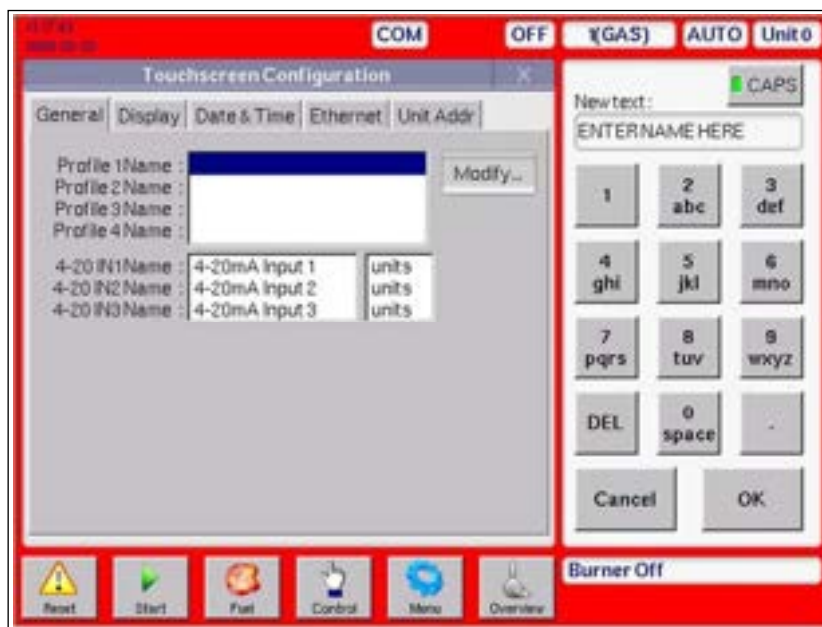 COM OFF 1(GAS) AUTO Unit 0
Touchscreen Configuration X
General Display Date & Time Ethernet Unit Addr
Profile 1 Name :
Profile 2 Name :
Profile 3 Name :
Profile 4 Name :
Modify...
4-20 IN1 Name : 4-20mA Input 1 units
4-20 IN2 Name : 4-20mA Input 2 units
4-20 IN3 Name : 4-20mA Input 3 units
CAPS
New text:
ENTER NAME HERE
1 2 3
abc def
4 5 6
ghi jkl mno
7 8 9
pqrs tuv wxyz
DEL 0 .
space
Cancel OK
Reset Start Fuel Control Menu Overview
Burner Off